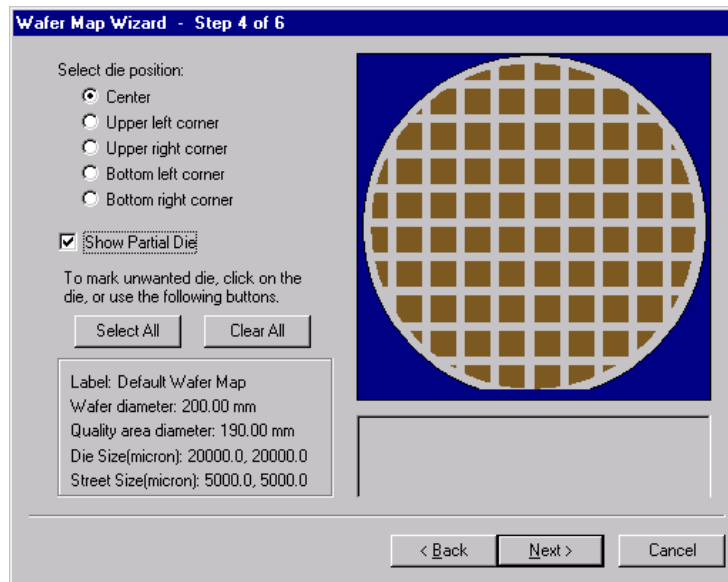 Wafer Map Wizard - Step 4 of 6
Select die position:
Center
Upper left corner
Upper right corner
Bottom left corner
Bottom right corner
Show Partial Die
To mark unwanted die, click on the
die, or use the following buttons.
Select All Clear All
Label: Default Wafer Map
Wafer diameter: 200.00 mm
Quality area diameter: 190.00 mm
Die Size(micron): 20000.0, 20000.0
Street Size(micron): 5000.0, 5000.0
< Back Next > Cancel